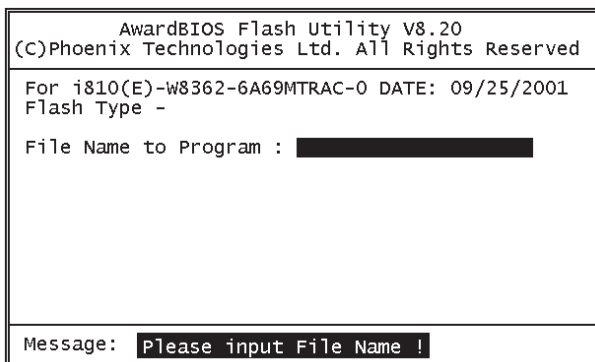 AwardBIOS Flash Utility V8.20
(C)Phoenix Technologies Ltd. All Rights Reserved
For i810(E)-W8362-6A69MTRAC-0 DATE: 09/25/2001
Flash Type -
File Name to Program :
Message: Please input File Name !